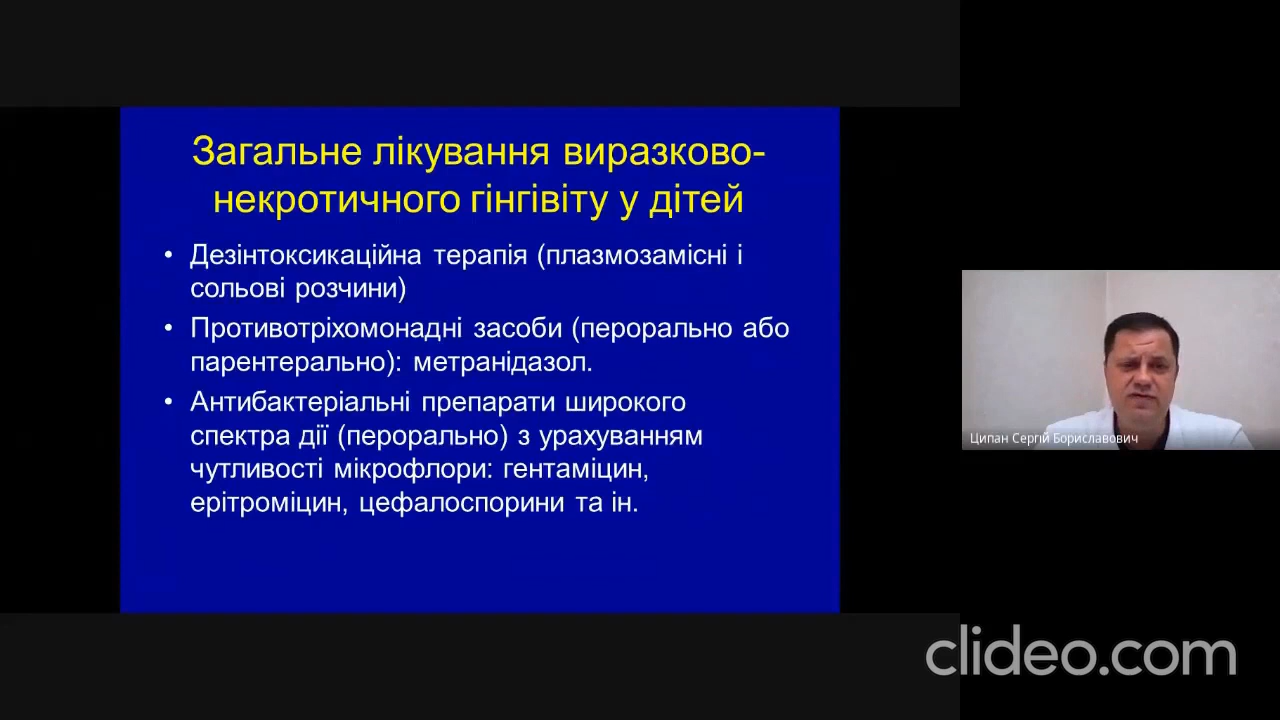 Загальне лікування виразково-
некротичного гінгівіту у дітей
• Дезінтоксикаційна терапія (плазмозамісні і
сольові розчини)
• Противотріхомонадні засоби (перорально або
парентерально): метранідазол.
• Антибактеріальні препарати широкого
спектра дії (перорально) з урахуванням
чутливості мікрофлори: гентаміцин,
ерітроміцин, цефалоспорини та ін.
Ципан Сергій Бориславович
clideo.com